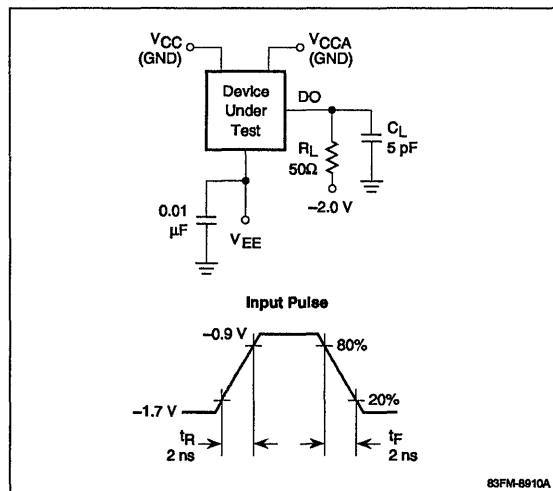 VCC
(GND)
VCCA
(GND)
Device
Under
Test
DO
RL
50Ω
CL
5 pF
–2.0 V
0.01
μF
VEE
Input Pulse
–0.9 V
80%
–1.7 V
20%
tR
2 ns
tF
2 ns
83FM-8910A